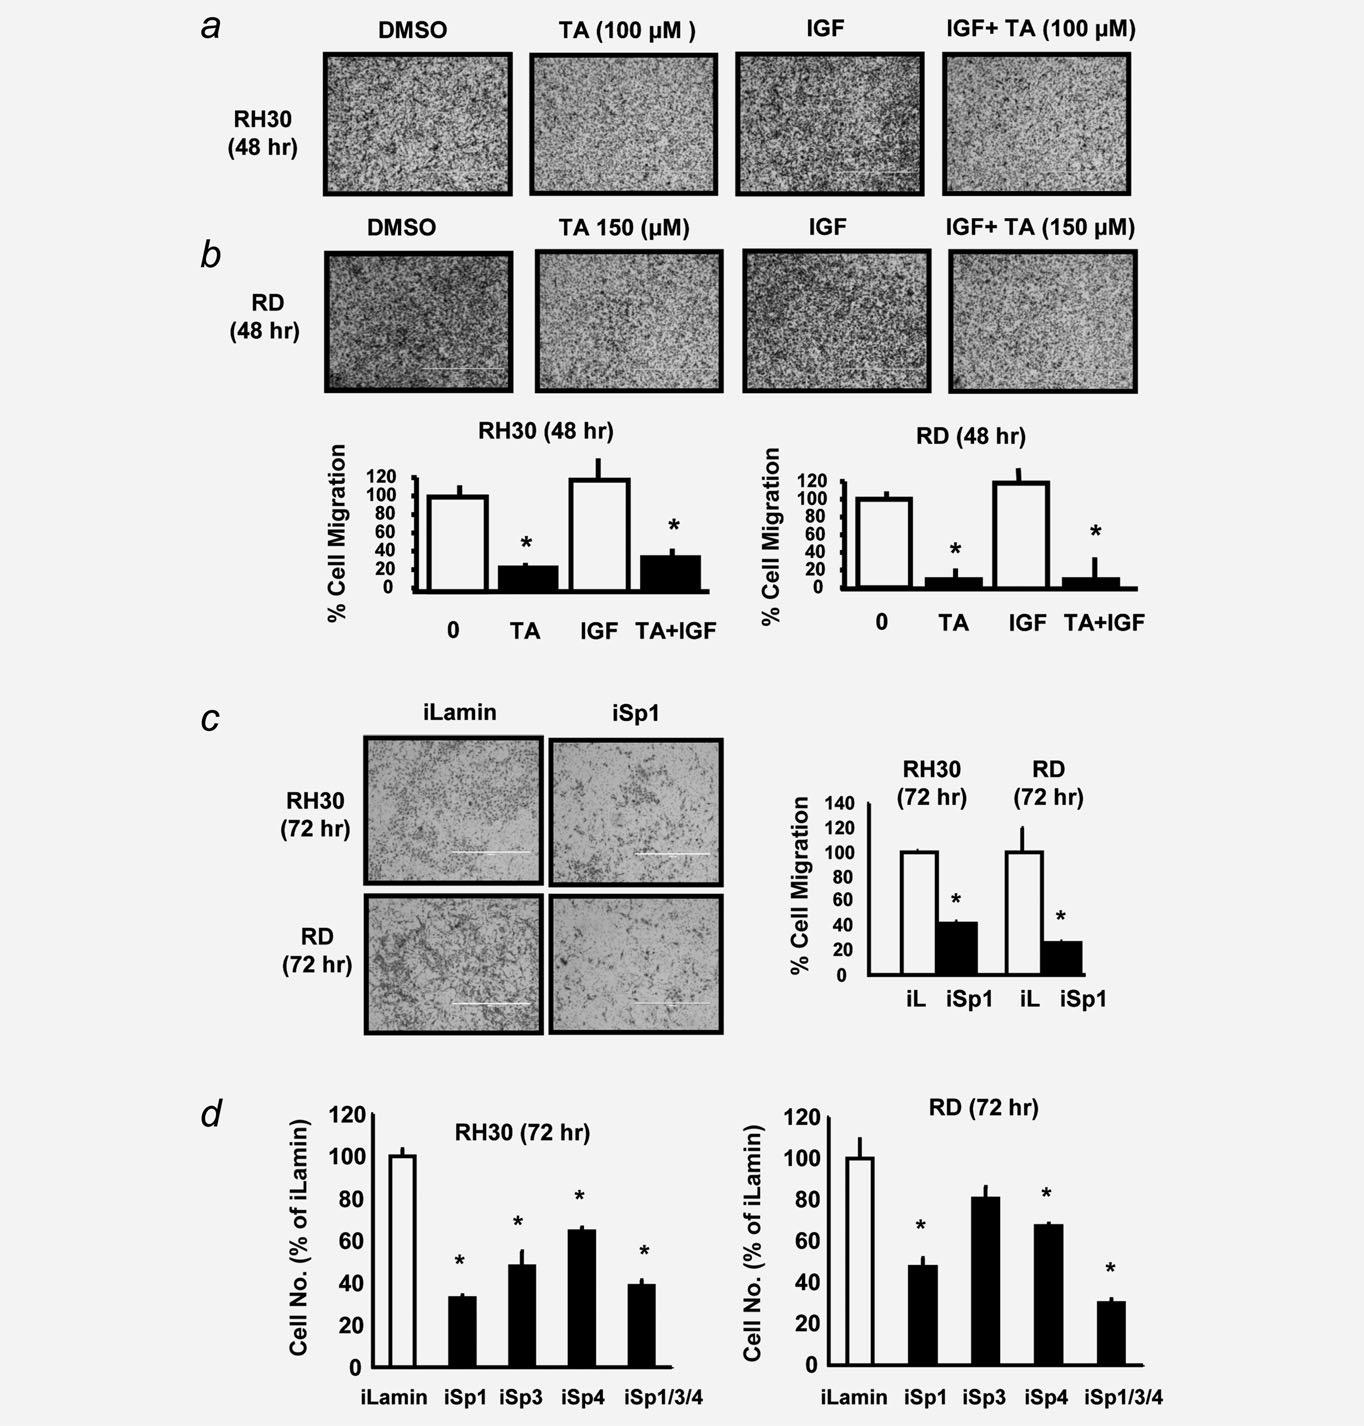 a
DMSO TA (100 µM ) IGF IGF+ TA (100 µM)
RH30
(48 hr)
b
DMSO TA 150 (µM) IGF IGF+ TA (150 µM)
RD
(48 hr)
RH30 (48 hr)
% Cell Migration
120
100
80
60
40
20
0
* *
0 TA IGF TA+IGF
RD (48 hr)
% Cell Migration
120
100
80
60
40
20
0
* *
0 TA IGF TA+IGF
c
iLamin iSp1
RH30
(72 hr)
RD
(72 hr)
RH30 RD
(72 hr) (72 hr)
% Cell Migration
140
120
100
80
60
40
20
0
* *
iL iSp1 iL iSp1
d
RH30 (72 hr)
Cell No. (% of iLamin)
120
100
80
60
40
20
0
* * * *
iLamin iSp1 iSp3 iSp4 iSp1/3/4
RD (72 hr)
Cell No. (% of iLamin)
120
100
80
60
40
20
0
* * *
iLamin iSp1 iSp3 iSp4 iSp1/3/4